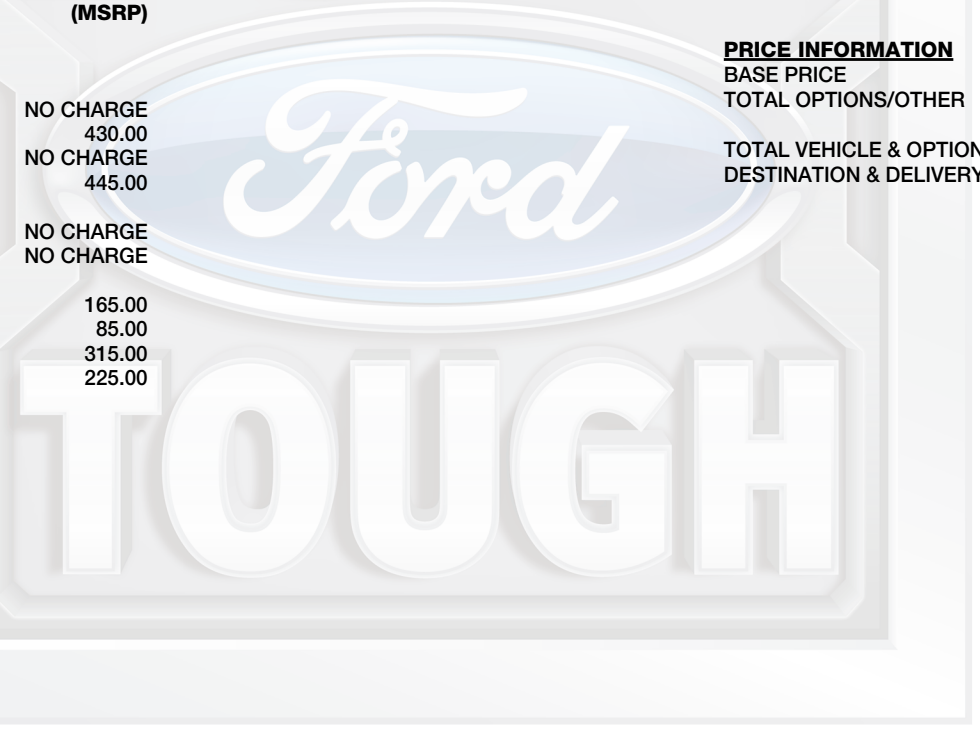 (MSRP)
NO CHARGE
430.00
NO CHARGE
445.00
NO CHARGE
NO CHARGE
165.00
85.00
315.00
225.00
PRICE INFORMATION
BASE PRICE
TOTAL OPTIONS/OTHER
TOTAL VEHICLE & OPTION
DESTINATION & DELIVERY
Ford
TOUGH